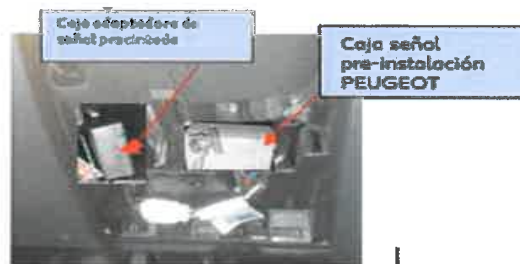 Caja adaptadora de
señal precintada
Caja señal
pre-instalación
PEUGEOT